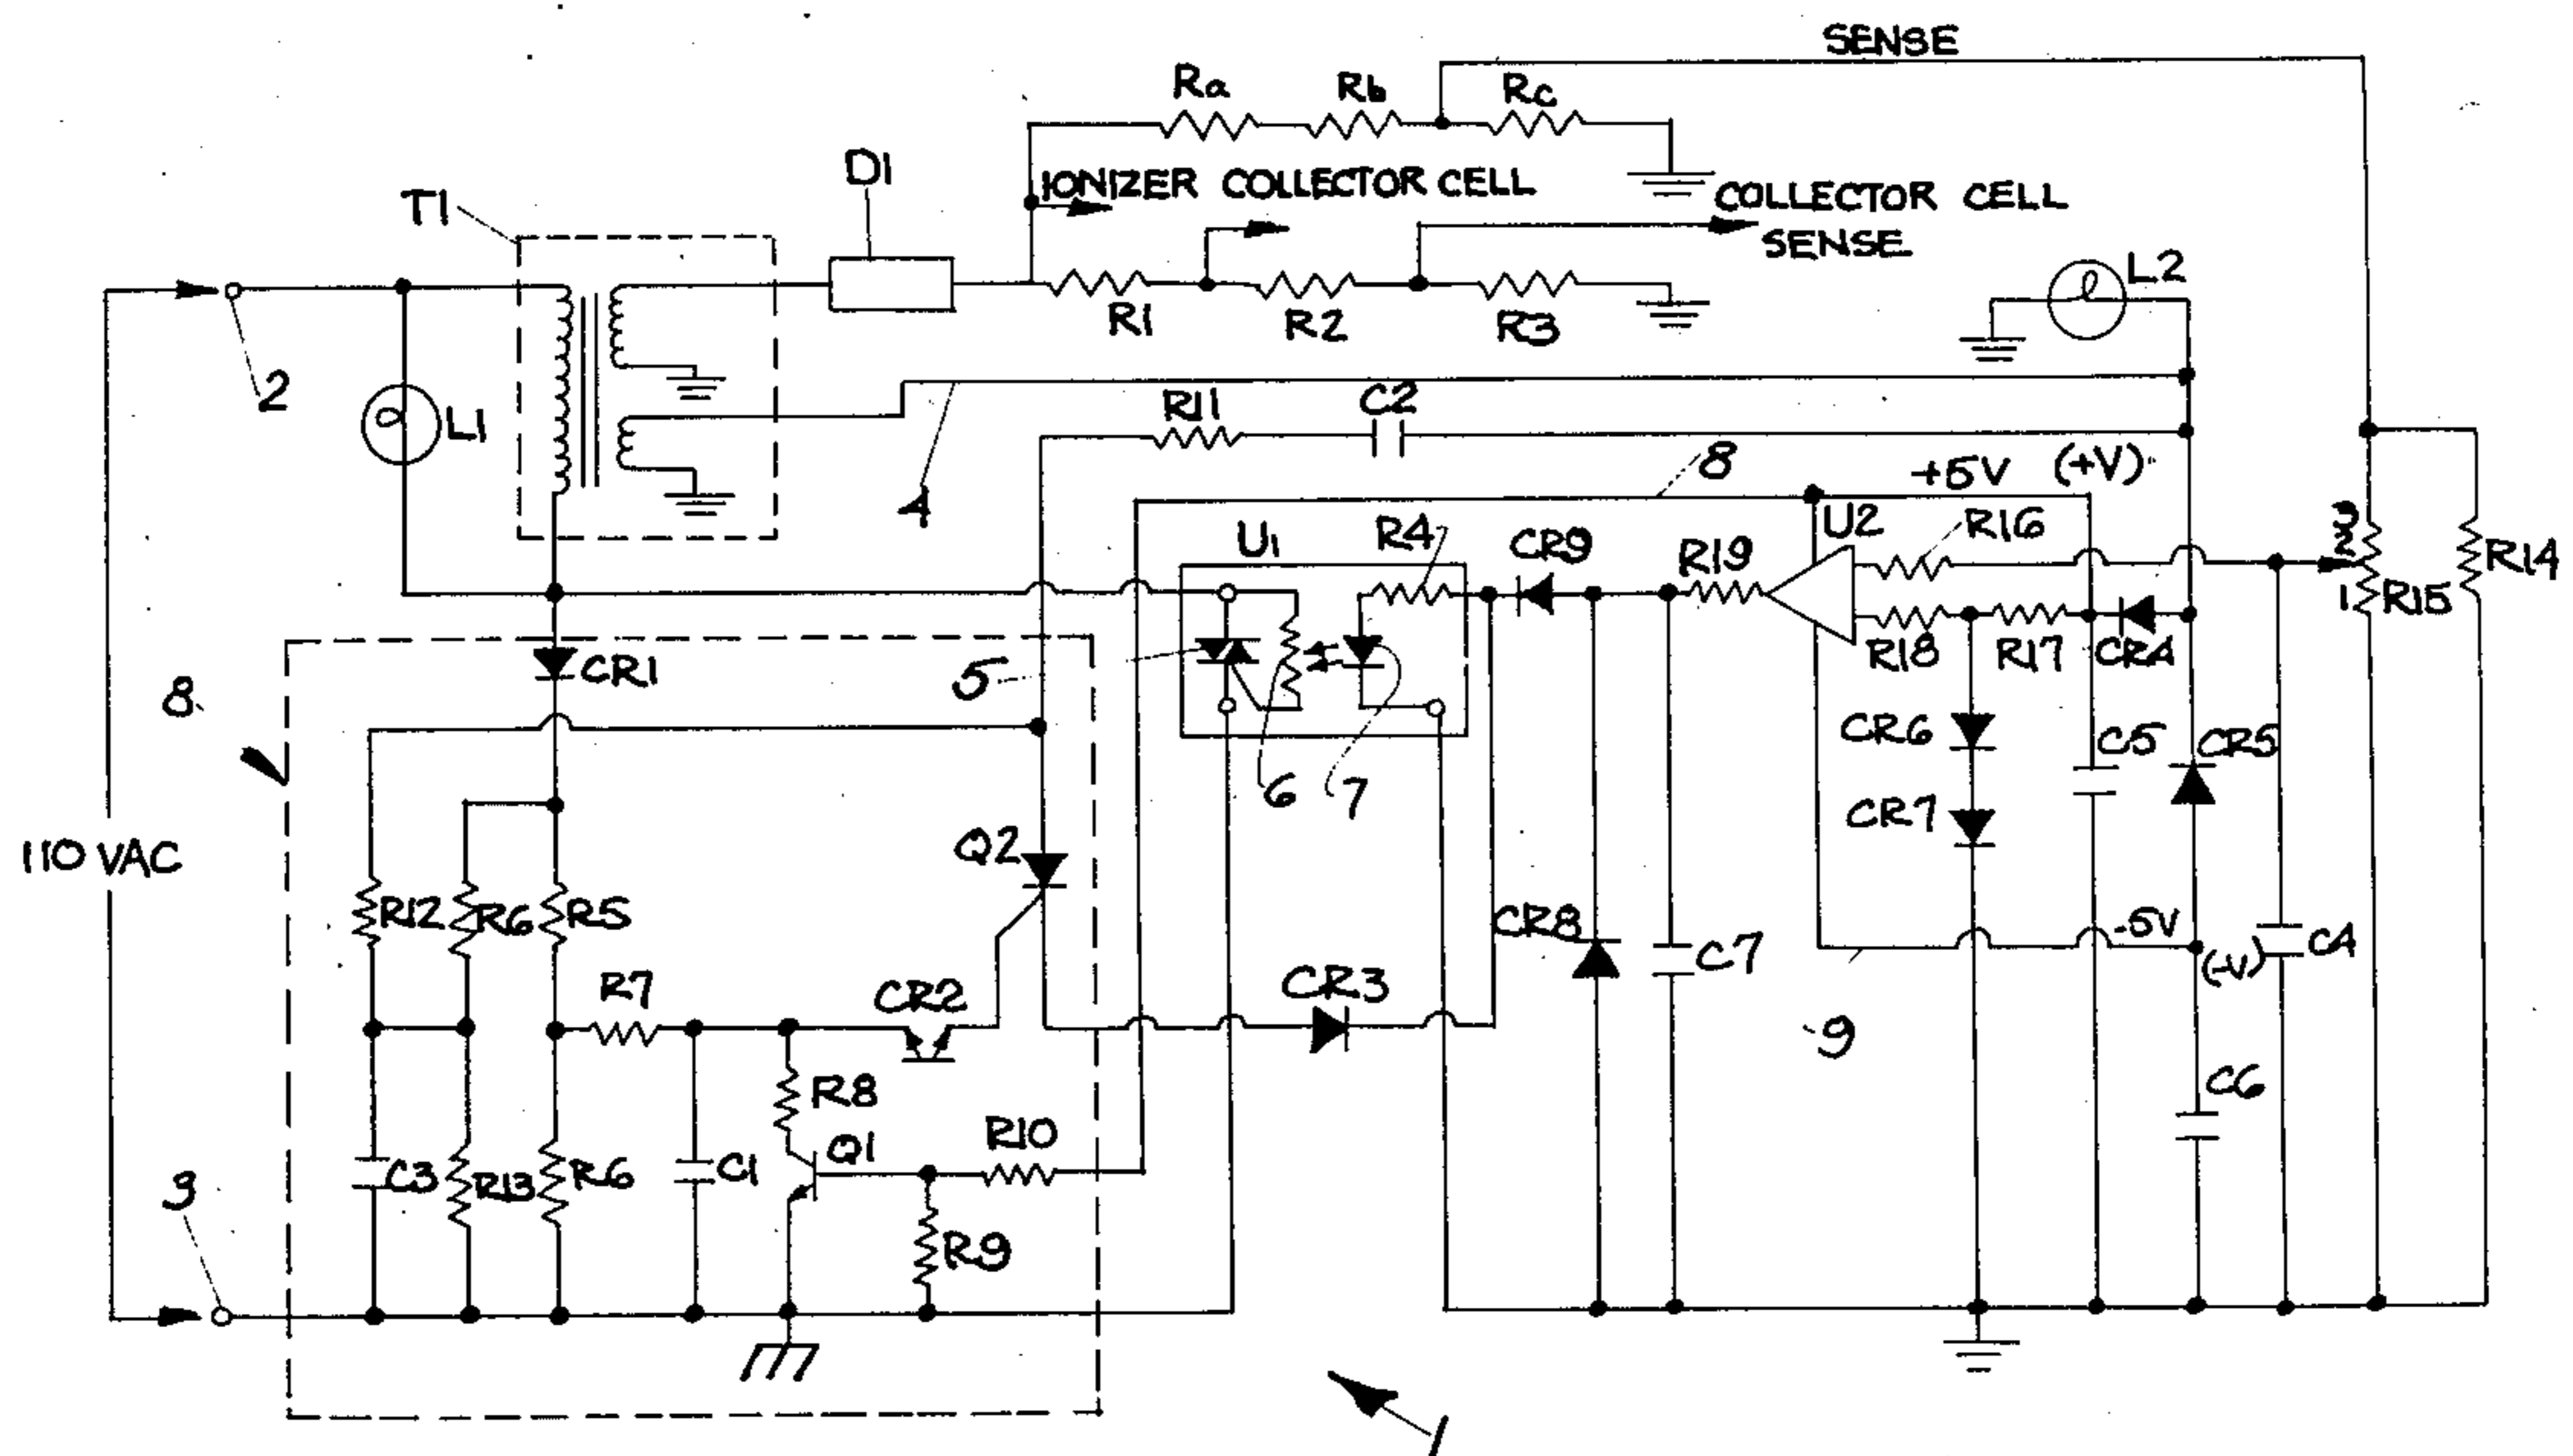 SENSE
Ra
Rb
Rc
D1
T1
IONIZER COLLECTOR CELL
COLLECTOR CELL
SENSE
L2
R1
R2
R3
2
L1
R11
C2
4
8
+5V (+V)
U1
R4
CR9
R19
U2
R16
3
2
1
R15
R14
R18
R17
CR4
CR1
5
8
6
7
CR6
C5
CR5
CR7
110 VAC
Q2
R12
R6
R5
CR8
C7
-5V
(-V)
C4
R7
CR2
CR3
9
R8
C6
Q1
R10
3
C3
R13
R6
C1
R9
1